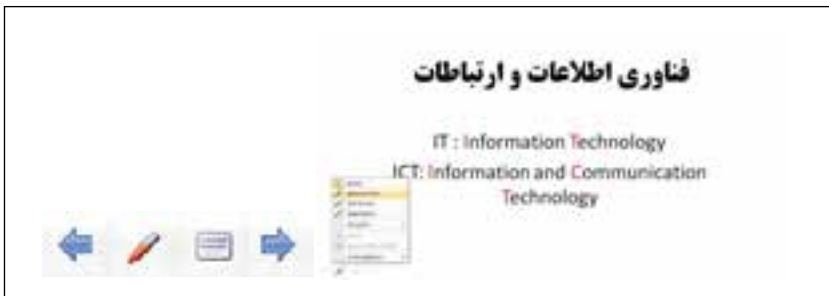 فناوری اطلاعات و ارتباطات
IT : Information Technology
ICT: Information and Communication
Technology